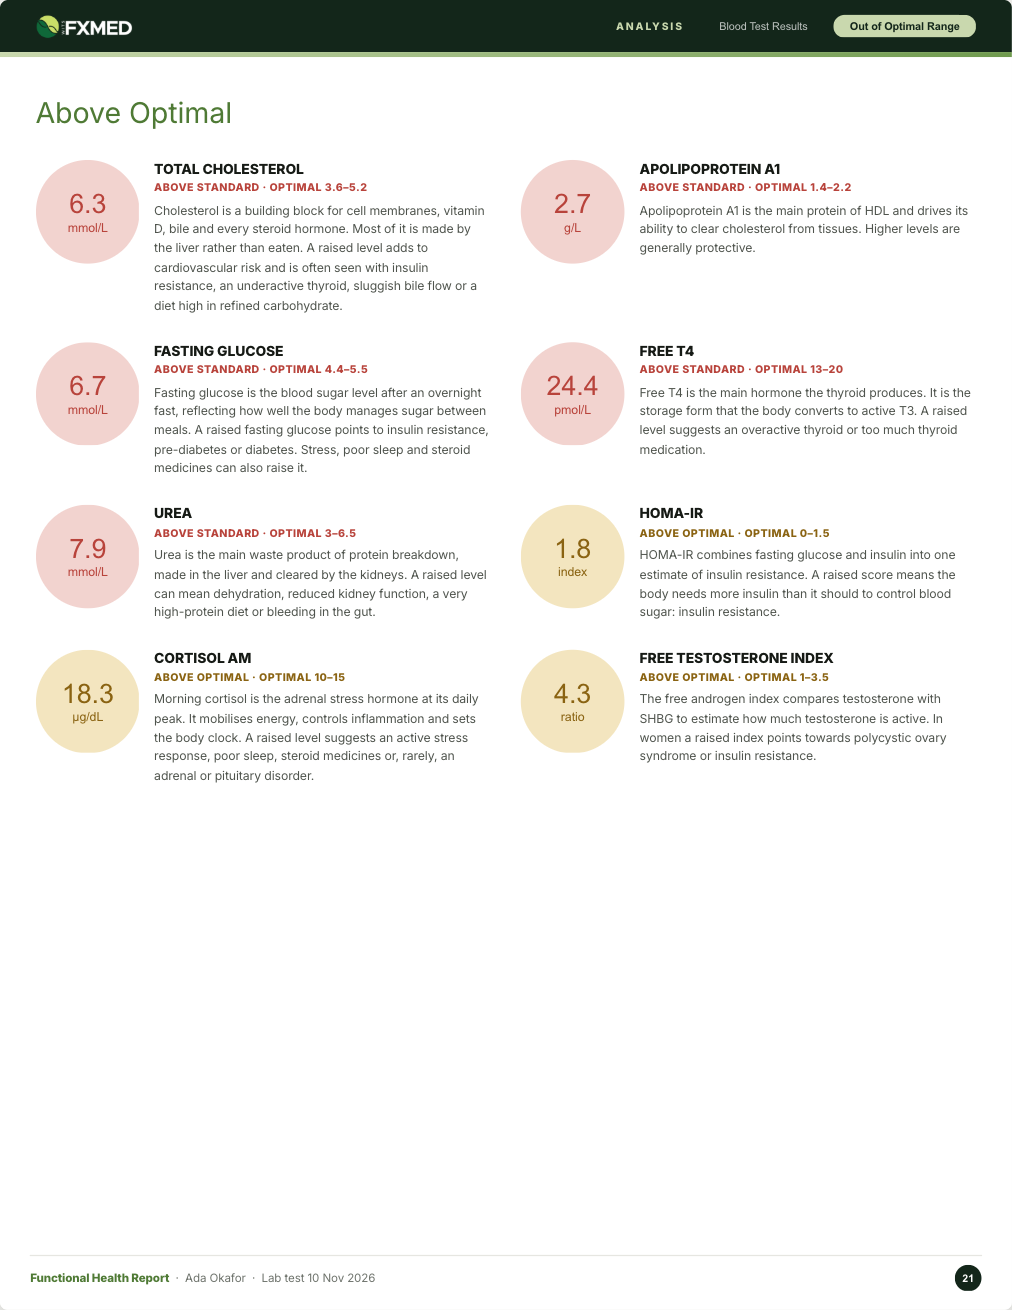 FXMED
ANALYSIS
Blood Test Results
Out of Optimal Range
Above Optimal
6.3
mmol/L
TOTAL CHOLESTEROL
ABOVE STANDARD · OPTIMAL 3.6–5.2
Cholesterol is a building block for cell membranes, vitamin
D, bile and every steroid hormone. Most of it is made by
the liver rather than eaten. A raised level adds to
cardiovascular risk and is often seen with insulin
resistance, an underactive thyroid, sluggish bile flow or a
diet high in refined carbohydrate.
2.7
g/L
APOLIPOPROTEIN A1
ABOVE STANDARD · OPTIMAL 1.4–2.2
Apolipoprotein A1 is the main protein of HDL and drives its
ability to clear cholesterol from tissues. Higher levels are
generally protective.
6.7
mmol/L
FASTING GLUCOSE
ABOVE STANDARD · OPTIMAL 4.4–5.5
Fasting glucose is the blood sugar level after an overnight
fast, reflecting how well the body manages sugar between
meals. A raised fasting glucose points to insulin resistance,
pre-diabetes or diabetes. Stress, poor sleep and steroid
medicines can also raise it.
24.4
pmol/L
FREE T4
ABOVE STANDARD · OPTIMAL 13–20
Free T4 is the main hormone the thyroid produces. It is the
storage form that the body converts to active T3. A raised
level suggests an overactive thyroid or too much thyroid
medication.
7.9
mmol/L
UREA
ABOVE STANDARD · OPTIMAL 3–6.5
Urea is the main waste product of protein breakdown,
made in the liver and cleared by the kidneys. A raised level
can mean dehydration, reduced kidney function, a very
high-protein diet or bleeding in the gut.
1.8
index
HOMA-IR
ABOVE OPTIMAL · OPTIMAL 0–1.5
HOMA-IR combines fasting glucose and insulin into one
estimate of insulin resistance. A raised score means the
body needs more insulin than it should to control blood
sugar: insulin resistance.
18.3
µg/dL
CORTISOL AM
ABOVE OPTIMAL · OPTIMAL 10–15
Morning cortisol is the adrenal stress hormone at its daily
peak. It mobilises energy, controls inflammation and sets
the body clock. A raised level suggests an active stress
response, poor sleep, steroid medicines or, rarely, an
adrenal or pituitary disorder.
4.3
ratio
FREE TESTOSTERONE INDEX
ABOVE OPTIMAL · OPTIMAL 1–3.5
The free androgen index compares testosterone with
SHBG to estimate how much testosterone is active. In
women a raised index points towards polycystic ovary
syndrome or insulin resistance.
Functional Health Report · Ada Okafor · Lab test 10 Nov 2026
21